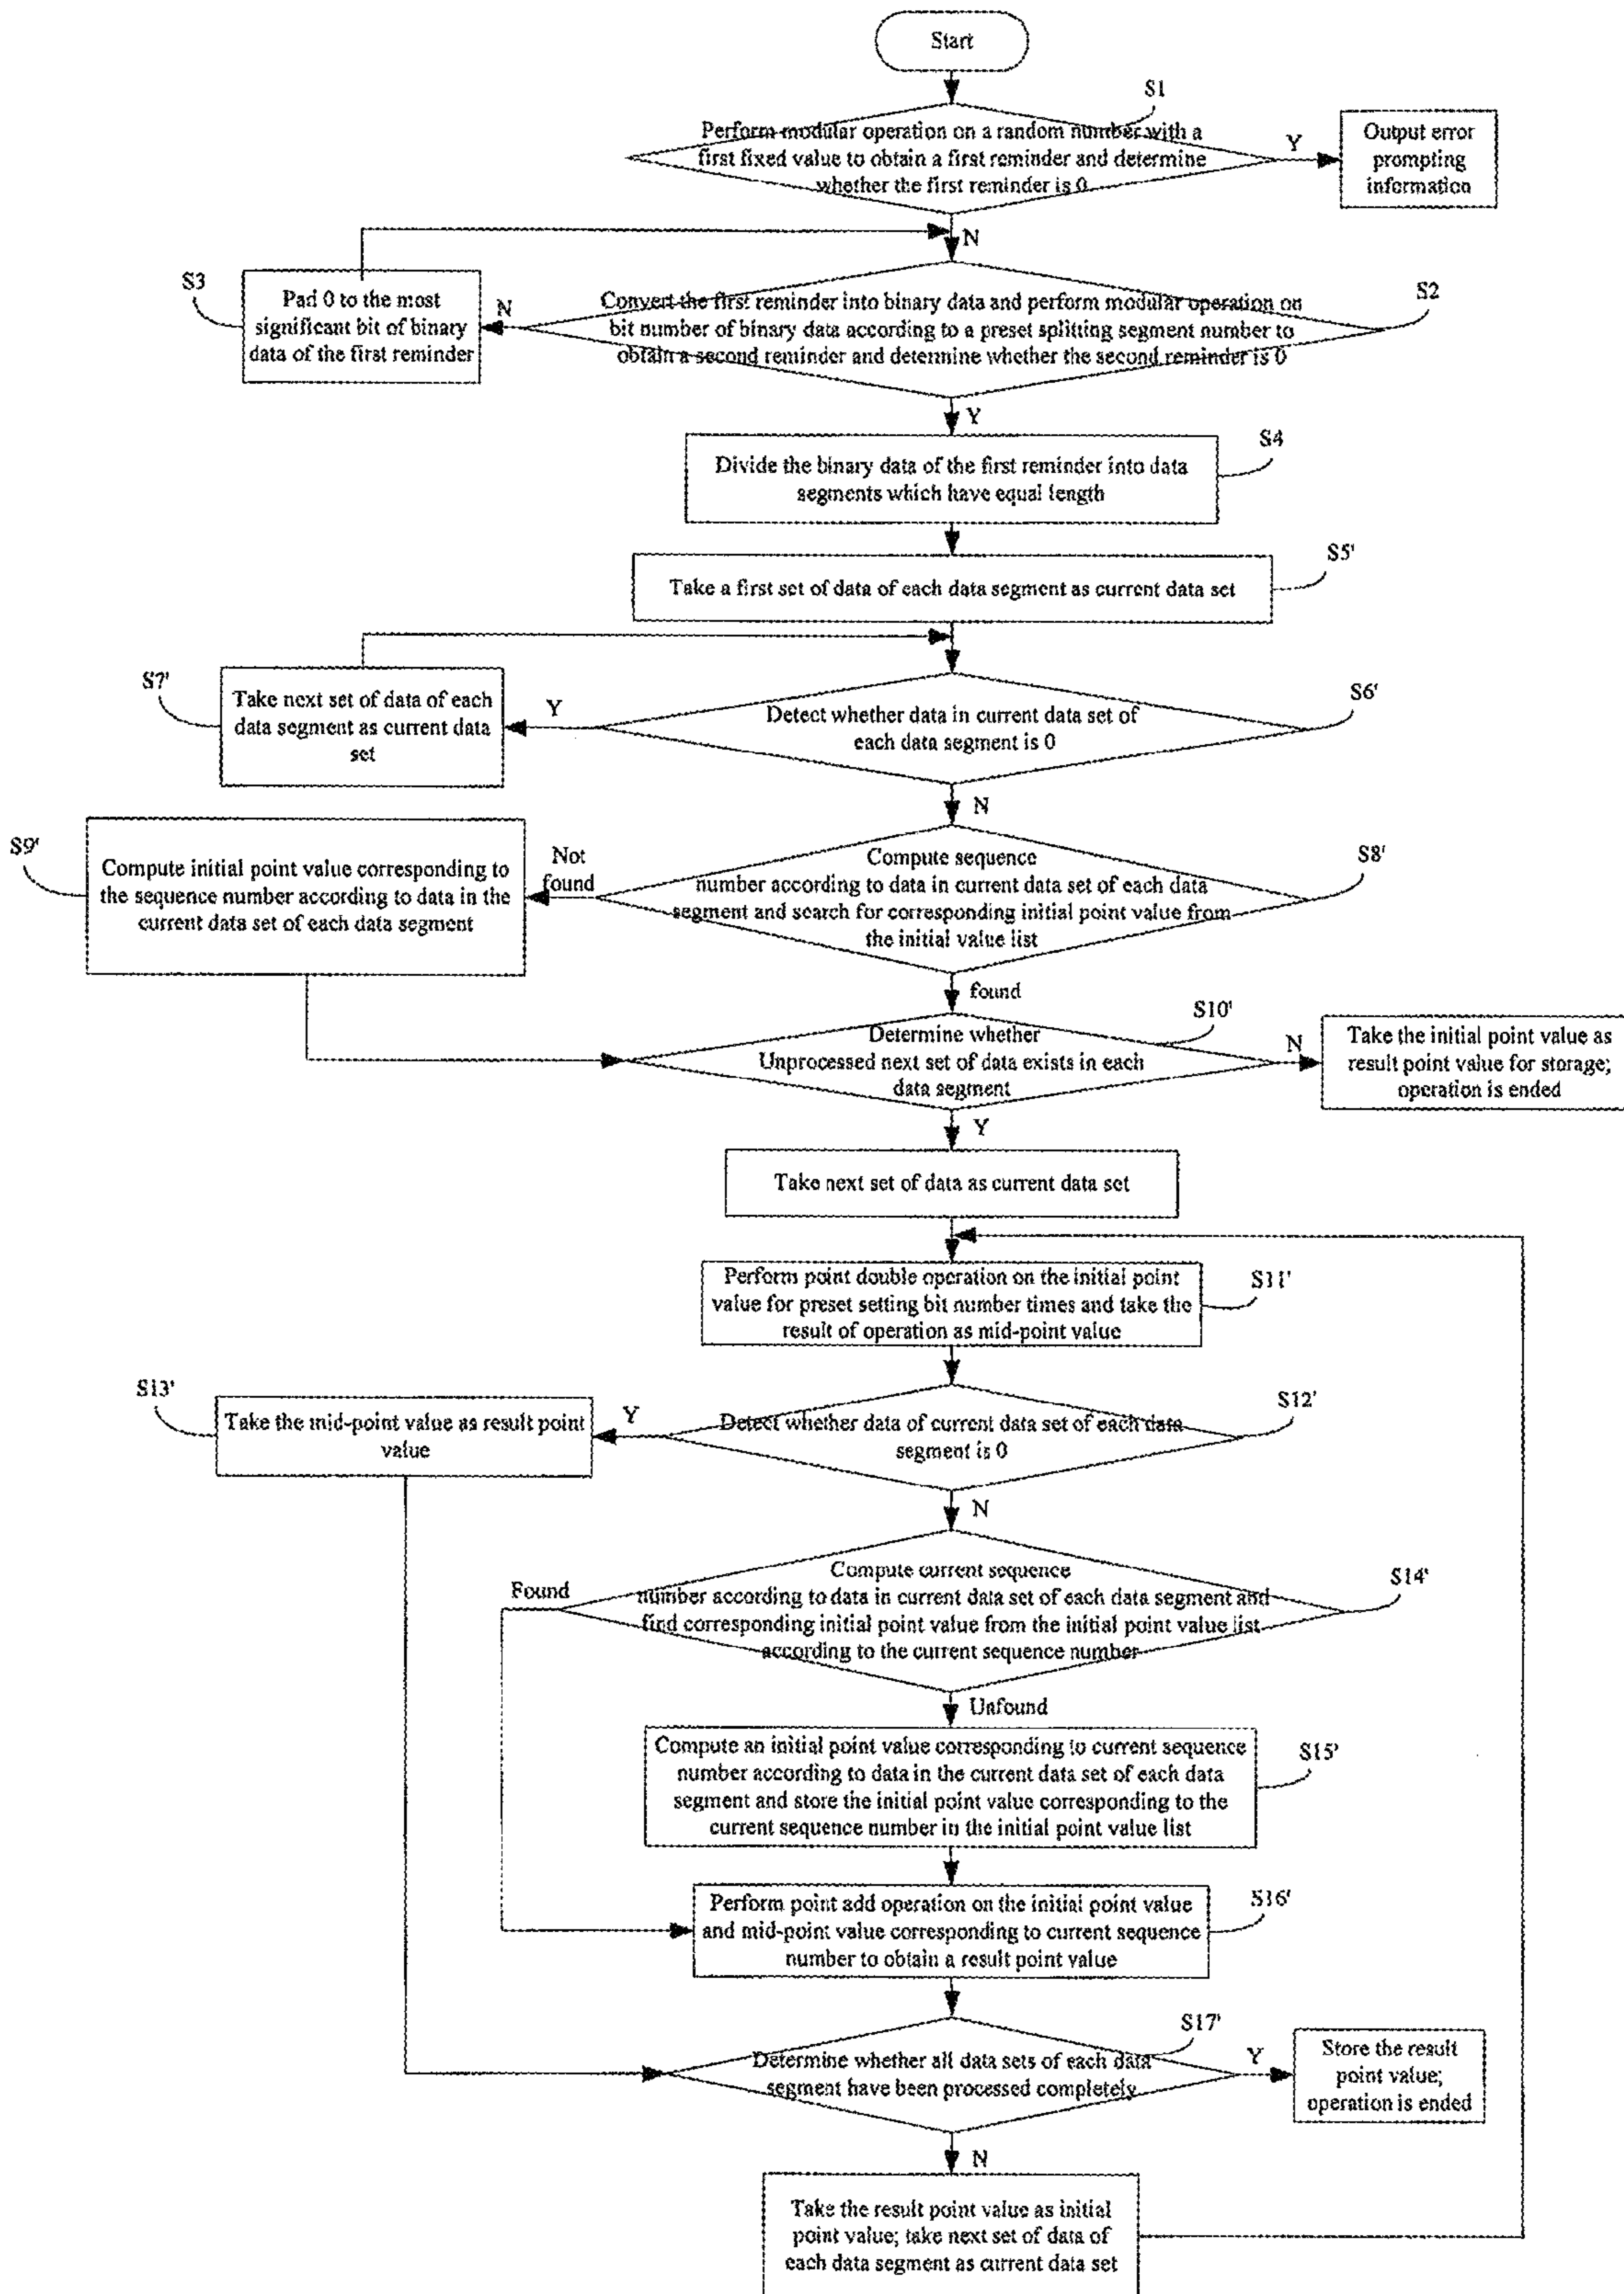 Start
S1
Perform modular operation on a random number with a
first fixed value to obtain a first reminder and determine
whether the first reminder is 0
Y
Output error
prompting
information
N
S3
Pad 0 to the most
significant bit of binary
data of the first reminder
N
Convert the first reminder into binary data and perform modular operation on
bit number of binary data according to a preset splitting segment number to
obtain a second reminder and determine whether the second reminder is 0
S2
Y
S4
Divide the binary data of the first reminder into data
segments which have equal length
S5'
Take a first set of data of each data segment as current data set
S7'
Take next set of data of each
data segment as current data
set
Y
Detect whether data in current data set of
each data segment is 0
S6'
N
S9'
Compute initial point value corresponding to
the sequence number according to data in the
current data set of each data segment
Not
found
Compute sequence
number according to data in current data set of each data
segment and search for corresponding initial point value from
the initial value list
S8'
found
S10'
Determine whether
Unprocessed next set of data exists in each
data segment
N
Take the initial point value as
result point value for storage;
operation is ended
Y
Take next set of data as current data set
Perform point double operation on the initial point
value for preset setting bit number times and take the
result of operation as mid-point value
S11'
S13'
Take the mid-point value as result point
value
Y
Detect whether data of current data set of each data
segment is 0
S12'
N
Found
Compute current sequence
number according to data in current data set of each data segment and
find corresponding initial point value from the initial point value list
according to the current sequence number
S14'
Unfound
Compute an initial point value corresponding to current sequence
number according to data in the current data set of each data
segment and store the initial point value corresponding to the
current sequence number in the initial point value list
S15'
Perform point add operation on the initial point value
and mid-point value corresponding to current sequence
number to obtain a result point value
S16'
S17'
Determine whether all data sets of each data
segment have been processed completely
Y
Store the result
point value;
operation is ended
N
Take the result point value as initial
point value; take next set of data of
each data segment as current data set